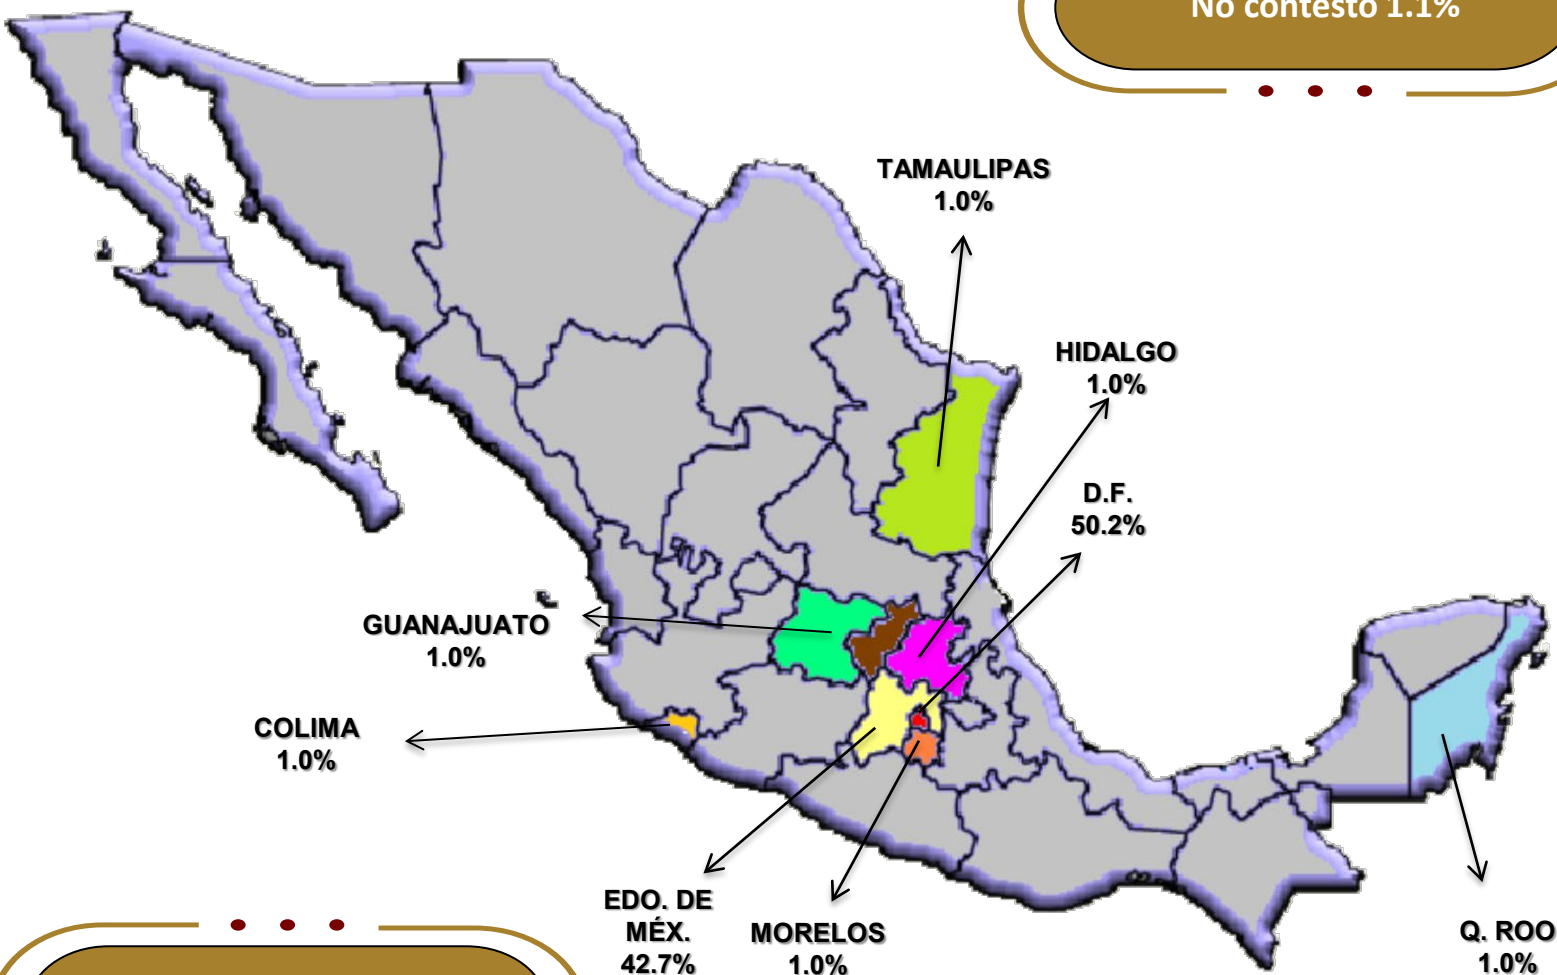 No contestó 1.1%
TAMAULIPAS
1.0%
HIDALGO
1.0%
D.F.
50.2%
GUANAJUATO
1.0%
COLIMA
1.0%
EDO. DE
MÉX.
42.7%
MORELOS
1.0%
Q. ROO
1.0%